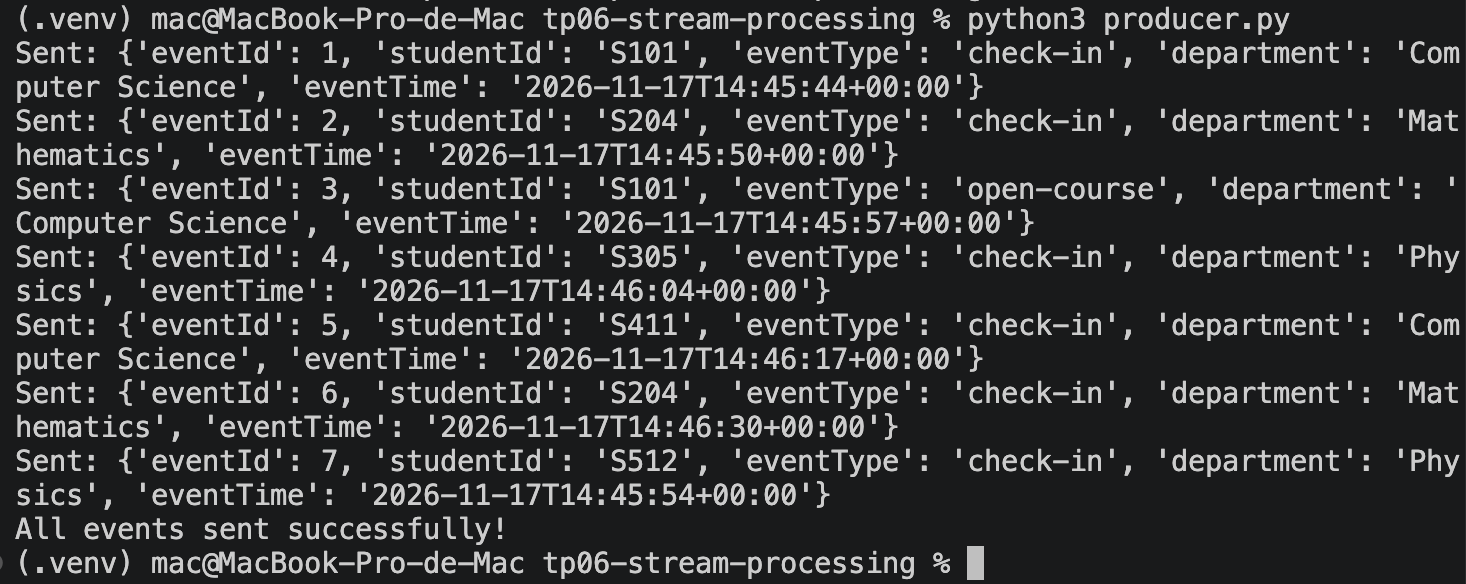 (.venv) mac@MacBook-Pro-de-Mac tp06-stream-processing % python3 producer.py
Sent: {'eventId': 1, 'studentId': 'S101', 'eventType': 'check-in', 'department': 'Com
puter Science', 'eventTime': '2026-11-17T14:45:44+00:00'}
Sent: {'eventId': 2, 'studentId': 'S204', 'eventType': 'check-in', 'department': 'Mat
hematics', 'eventTime': '2026-11-17T14:45:50+00:00'}
Sent: {'eventId': 3, 'studentId': 'S101', 'eventType': 'open-course', 'department': '
Computer Science', 'eventTime': '2026-11-17T14:45:57+00:00'}
Sent: {'eventId': 4, 'studentId': 'S305', 'eventType': 'check-in', 'department': 'Phy
sics', 'eventTime': '2026-11-17T14:46:04+00:00'}
Sent: {'eventId': 5, 'studentId': 'S411', 'eventType': 'check-in', 'department': 'Com
puter Science', 'eventTime': '2026-11-17T14:46:17+00:00'}
Sent: {'eventId': 6, 'studentId': 'S204', 'eventType': 'check-in', 'department': 'Mat
hematics', 'eventTime': '2026-11-17T14:46:30+00:00'}
Sent: {'eventId': 7, 'studentId': 'S512', 'eventType': 'check-in', 'department': 'Phy
sics', 'eventTime': '2026-11-17T14:45:54+00:00'}
All events sent successfully!
(.venv) mac@MacBook-Pro-de-Mac tp06-stream-processing %